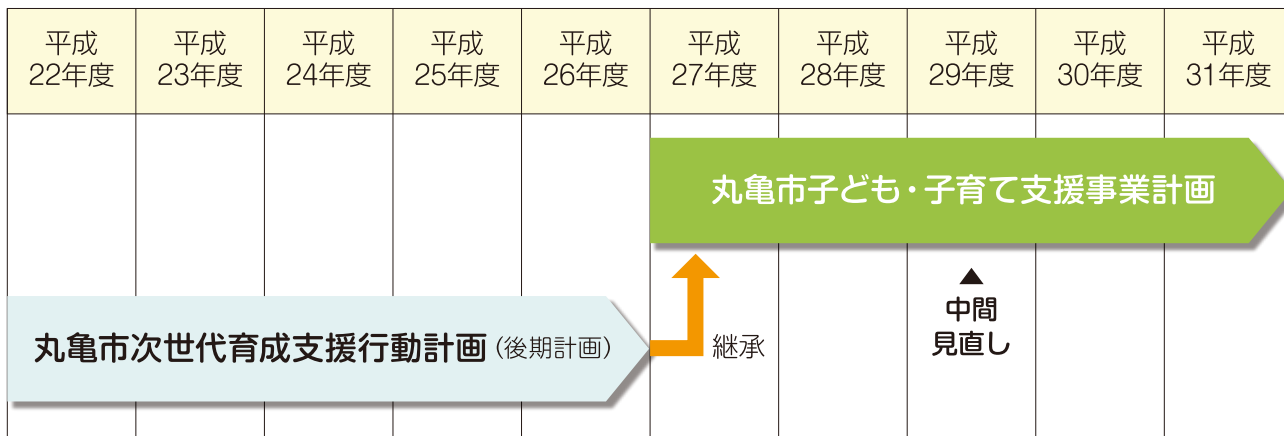 平成
22年度
平成
23年度
平成
24年度
平成
25年度
平成
26年度
平成
27年度
平成
28年度
平成
29年度
平成
30年度
平成
31年度
丸亀市子ども・子育て支援事業計画
▲
中間
見直し
丸亀市次世代育成支援行動計画(後期計画)
継承